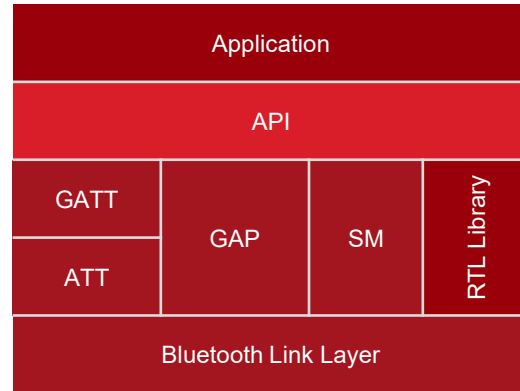 Application
API
GATT
ATT
GAP
SM
RTL Library
Bluetooth Link Layer